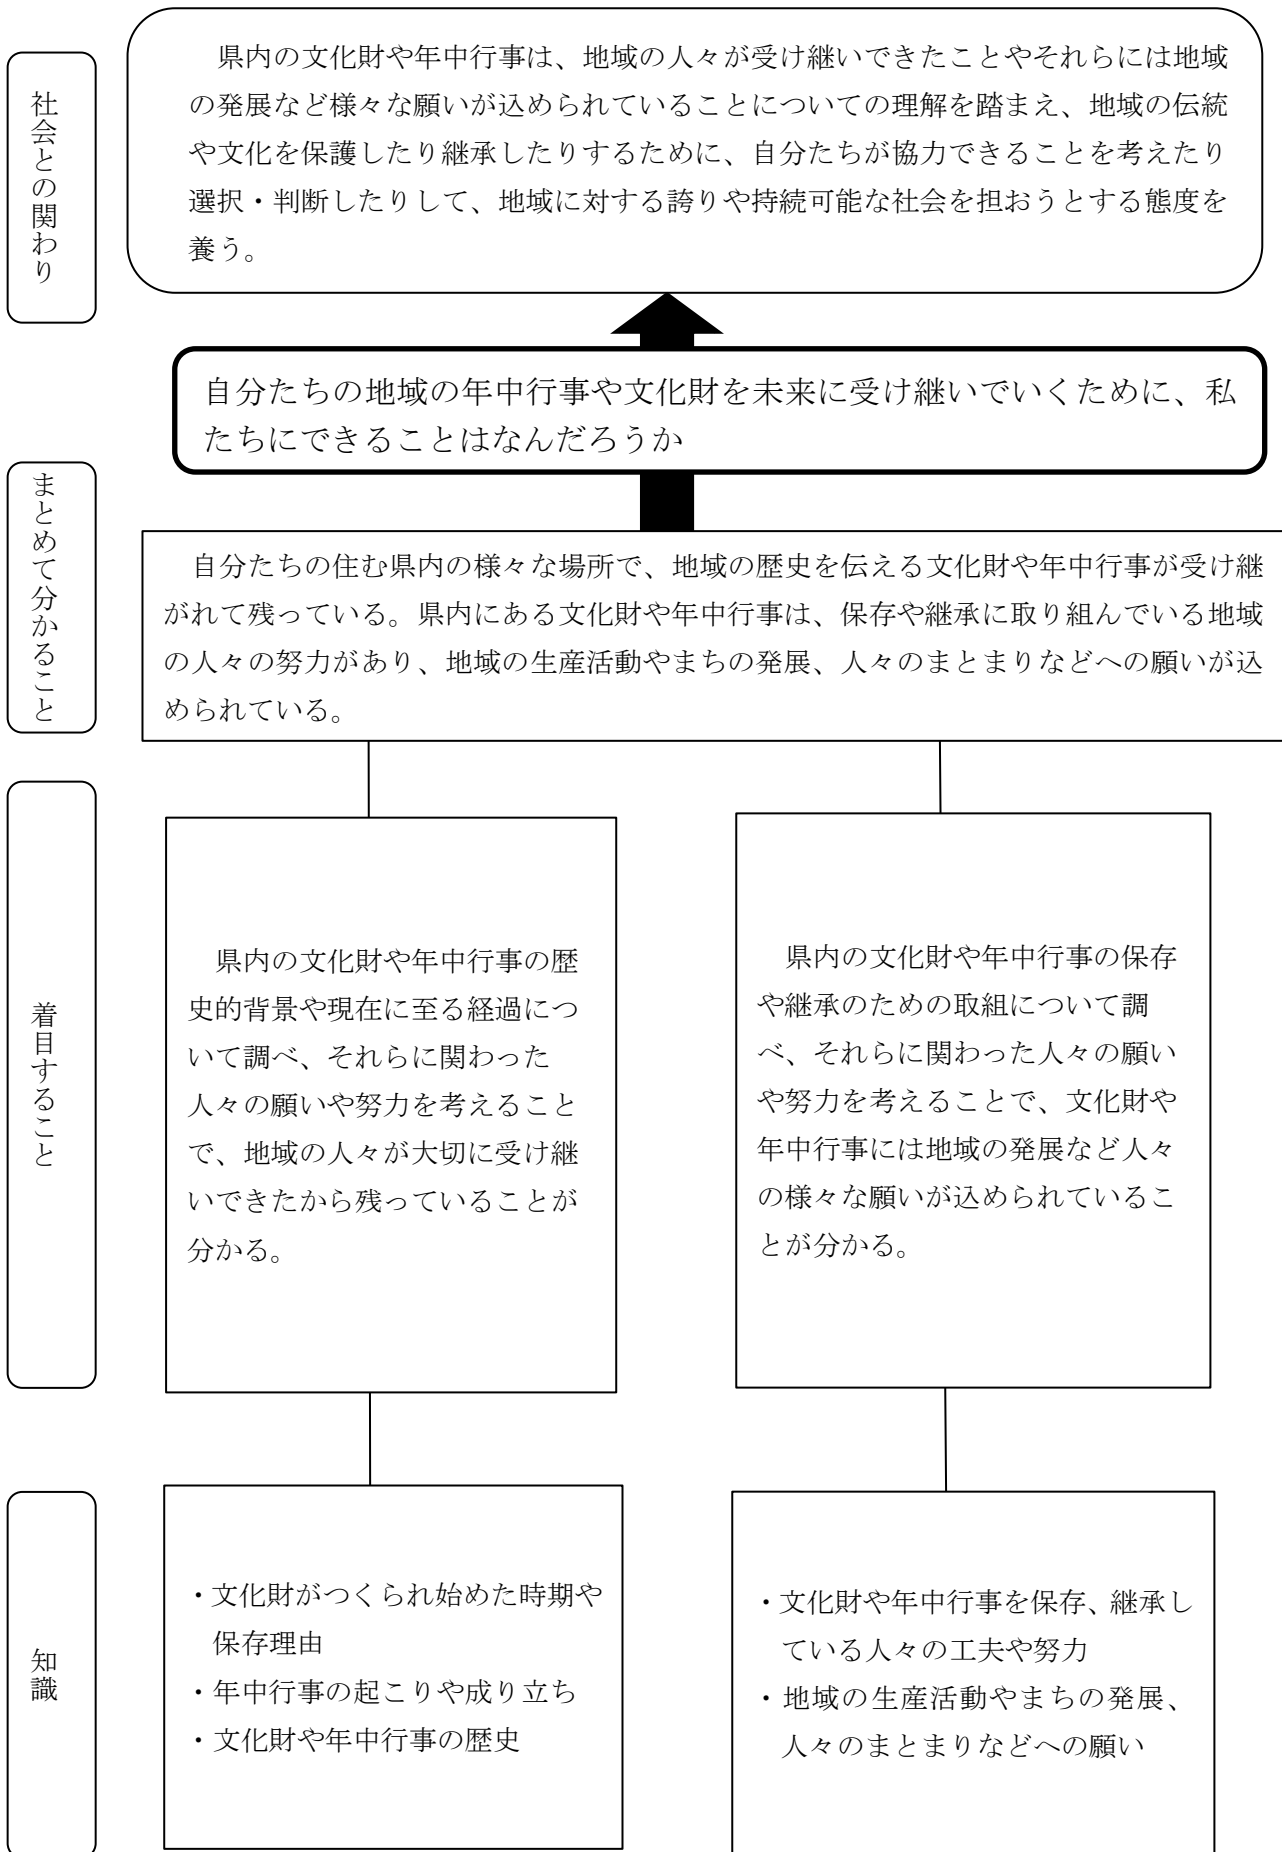 社会との関わり
県内の文化財や年中行事は、地域の人々が受け継いできたことやそれらには地域
の発展など様々な願いが込められていることについての理解を踏まえ、地域の伝統
や文化を保護したり継承したりするために、自分たちが協力できることを考えたり
選択・判断したりして、地域に対する誇りや持続可能な社会を担おうとする態度を
養う。
自分たちの地域の年中行事や文化財を未来に受け継いでいくために、私
たちにできることはなんだろうか
まとめて分かること
自分たちの住む県内の様々な場所で、地域の歴史を伝える文化財や年中行事が受け継
がれて残っている。県内にある文化財や年中行事は、保存や継承に取り組んでいる地域
の人々の努力があり、地域の生産活動やまちの発展、人々のまとまりなどへの願いが込
められている。
着目すること
県内の文化財や年中行事の歴
史的背景や現在に至る経過につ
いて調べ、それらに関わった
人々の願いや努力を考えること
で、地域の人々が大切に受け継
いできたから残っていることが
分かる。
県内の文化財や年中行事の保存
や継承のための取組について調
べ、それらに関わった人々の願い
や努力を考えることで、文化財や
年中行事には地域の発展など人々
の様々な願いが込められているこ
とが分かる。
知識
・文化財がつくられ始めた時期や
保存理由
・年中行事の起こりや成り立ち
・文化財や年中行事の歴史
・文化財や年中行事を保存、継承し
ている人々の工夫や努力
・地域の生産活動やまちの発展、
人々のまとまりなどへの願い